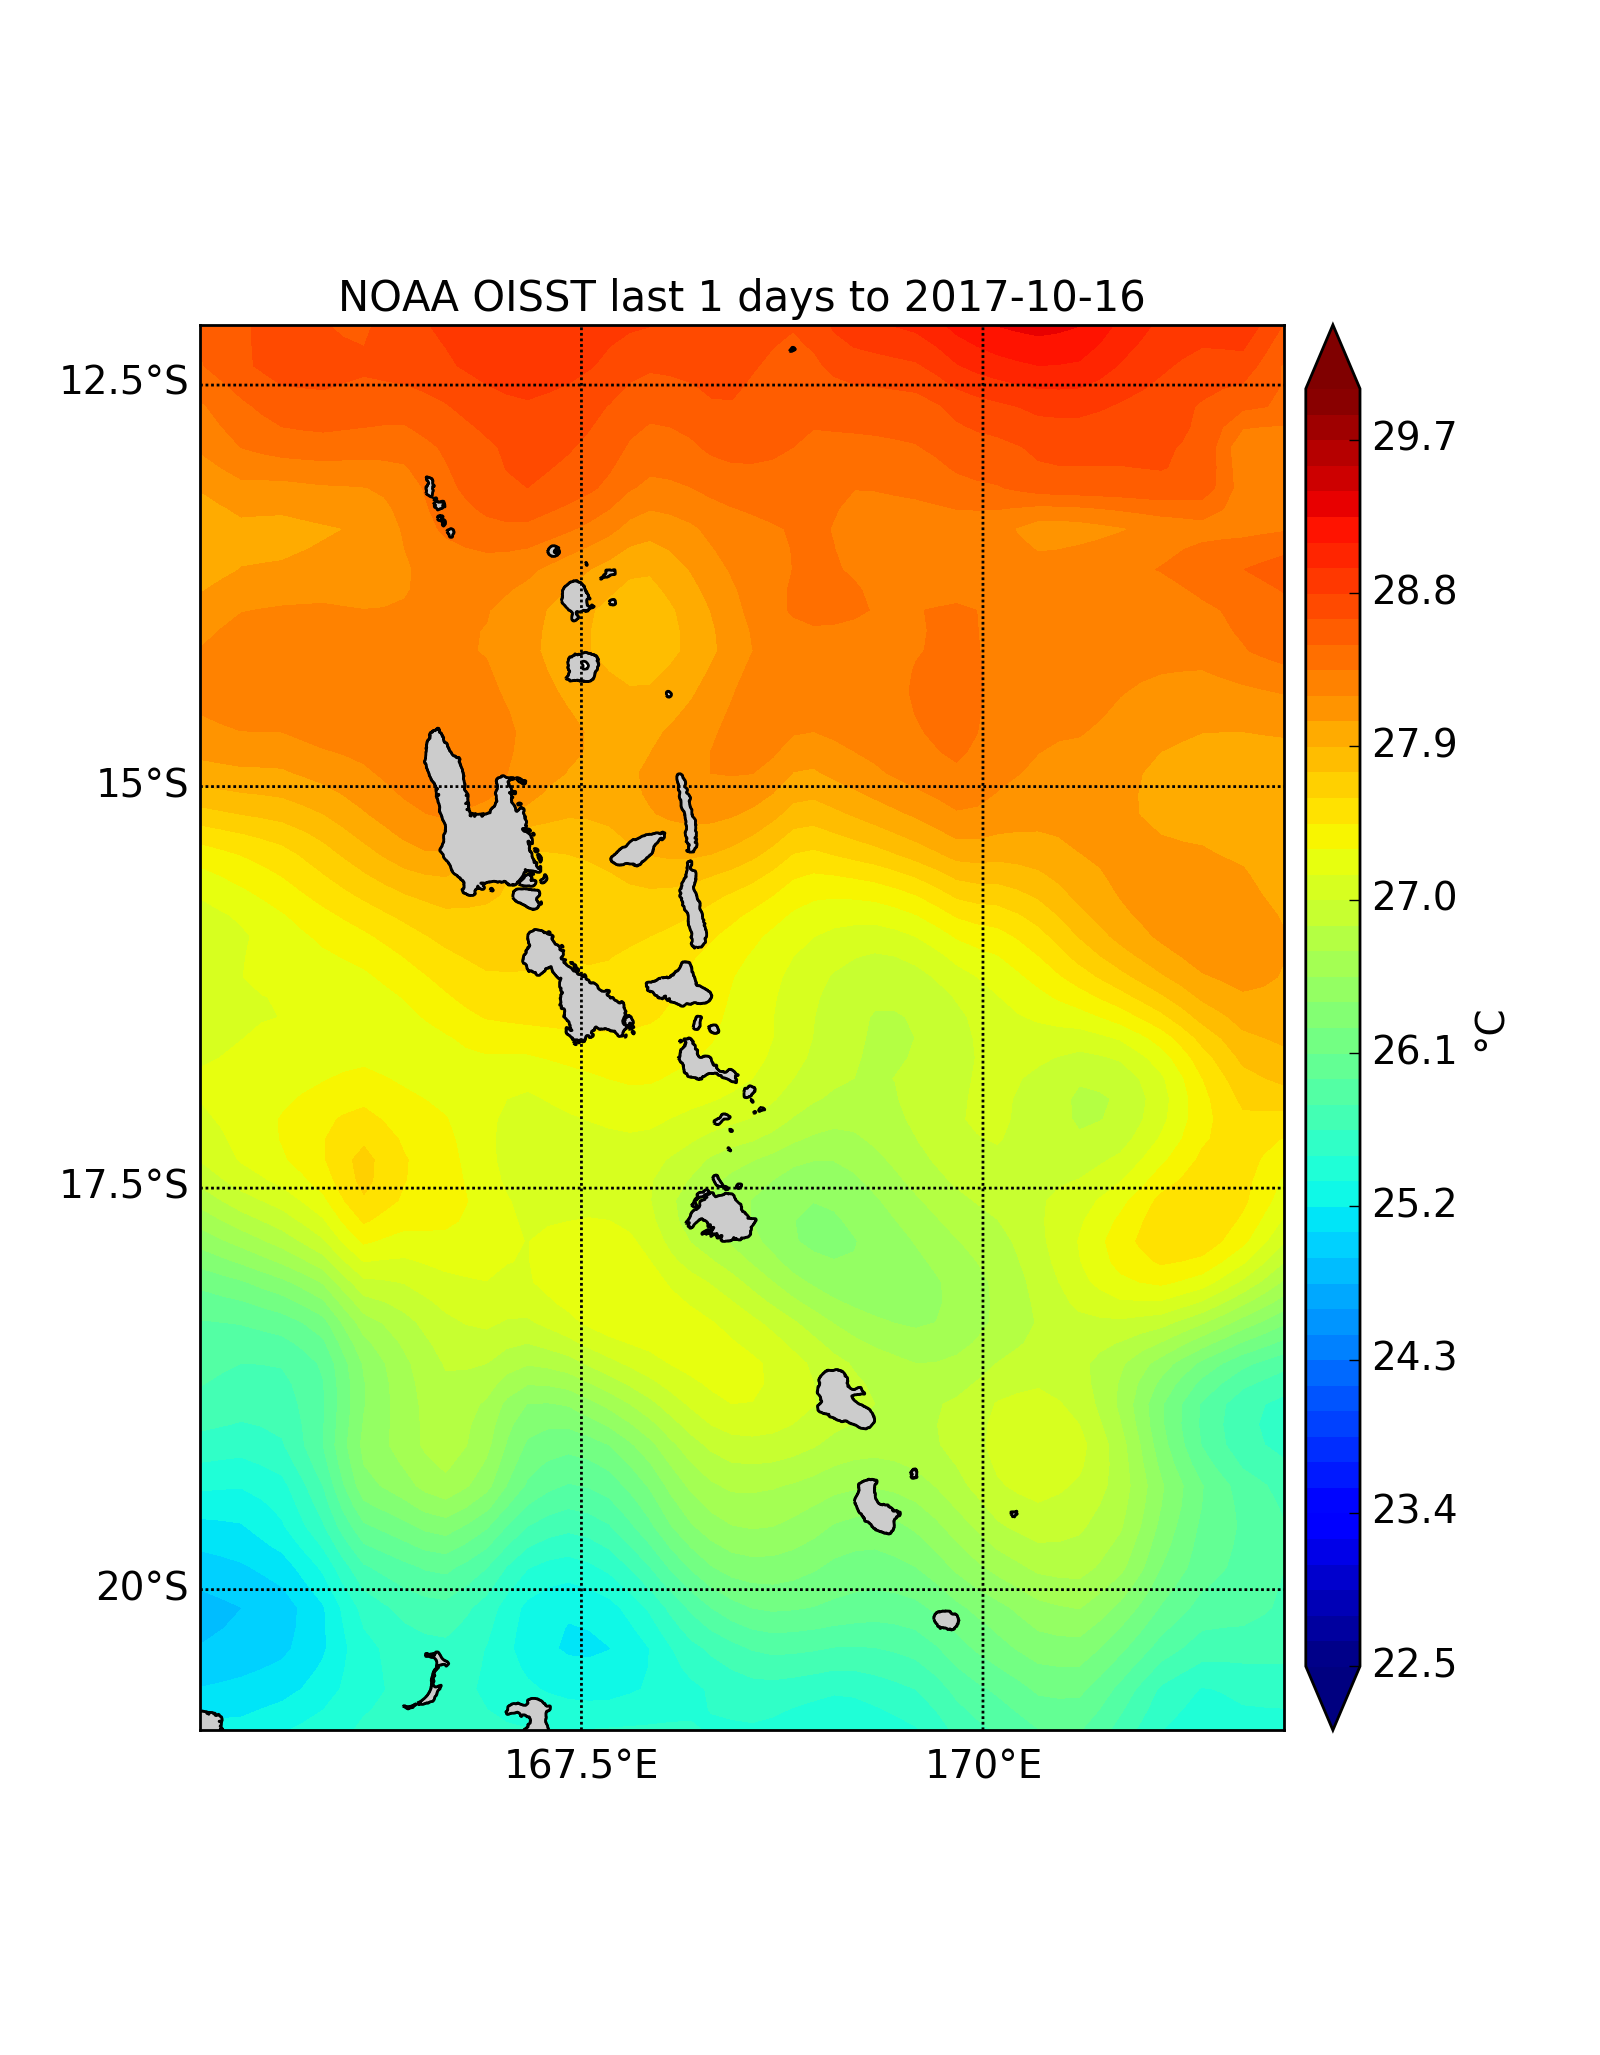 NOAA OISST last 1 days to 2017-10-16
12.5°S
15°S
17.5°S
20°S
167.5°E
170°E
29.7
28.8
27.9
27.0
26.1
25.2
24.3
23.4
22.5
°C